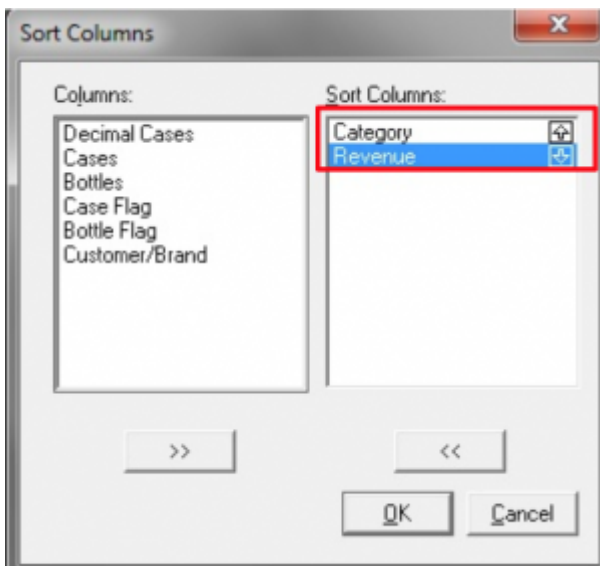 Sort Columns
Columns:
Decimal Cases
Cases
Bottles
Case Flag
Bottle Flag
Customer/Brand
Sort Columns:
Category
Revenue
>>
<<
OK
Cancel